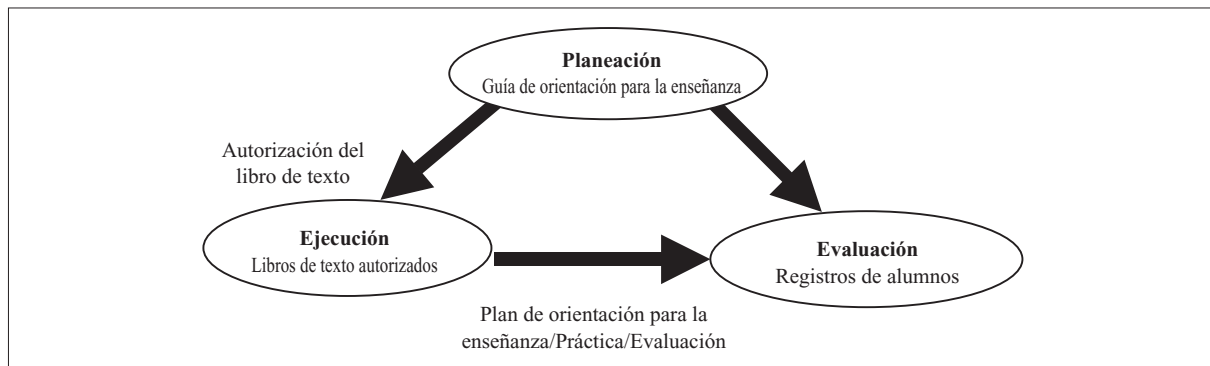 Planeación
Guía de orientación para la enseñanza
Autorización del
libro de texto
Ejecución
Libros de texto autorizados
Evaluación
Registros de alumnos
Plan de orientación para la
enseñanza/Práctica/Evaluación